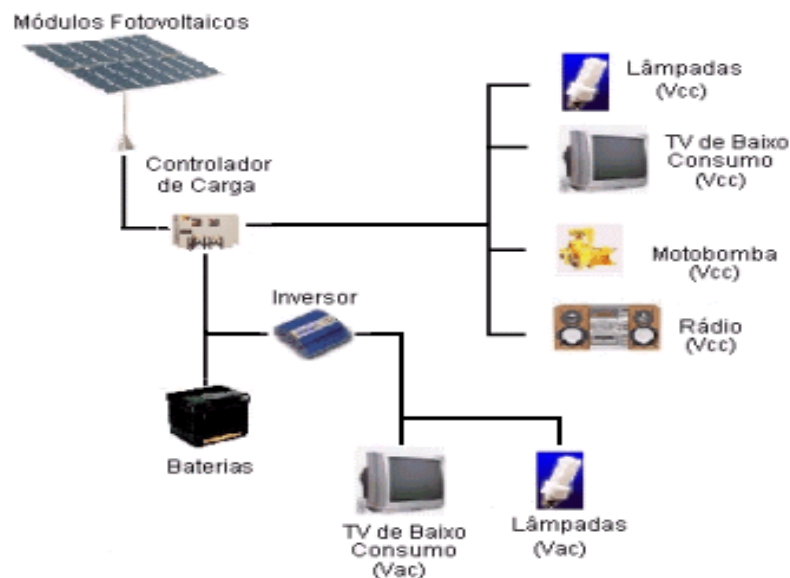 Módulos Fotovoltaicos
Lâmpadas
(Vcc)
TV de Baixo
Consumo
(Vcc)
Controlador
de Carga
Motobomba
(Vcc)
Inversor
Rádio
(Vcc)
Baterias
TV de Baixo
Consumo
(Vac)
Lâmpadas
(Vac)